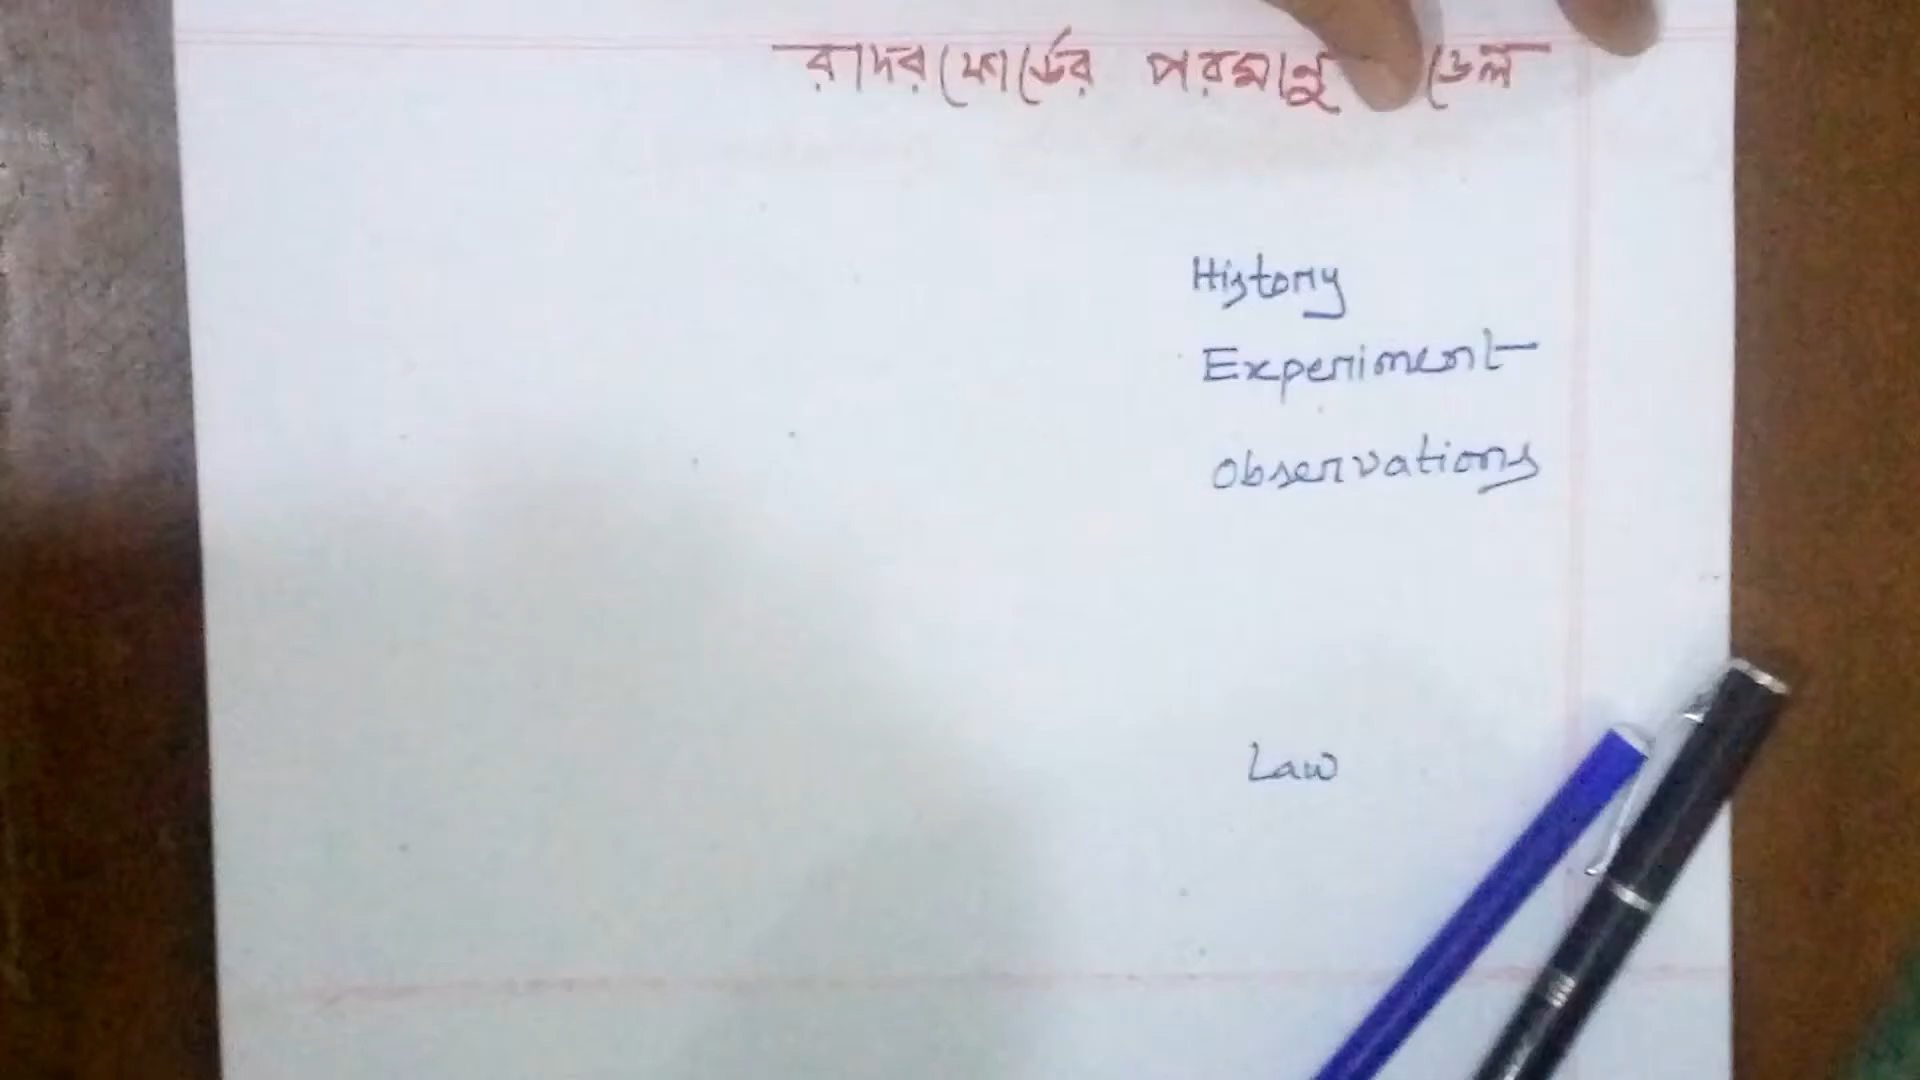 রাদরফোর্ডের পরমানু ডেল
History
Experiment
Observations
Law